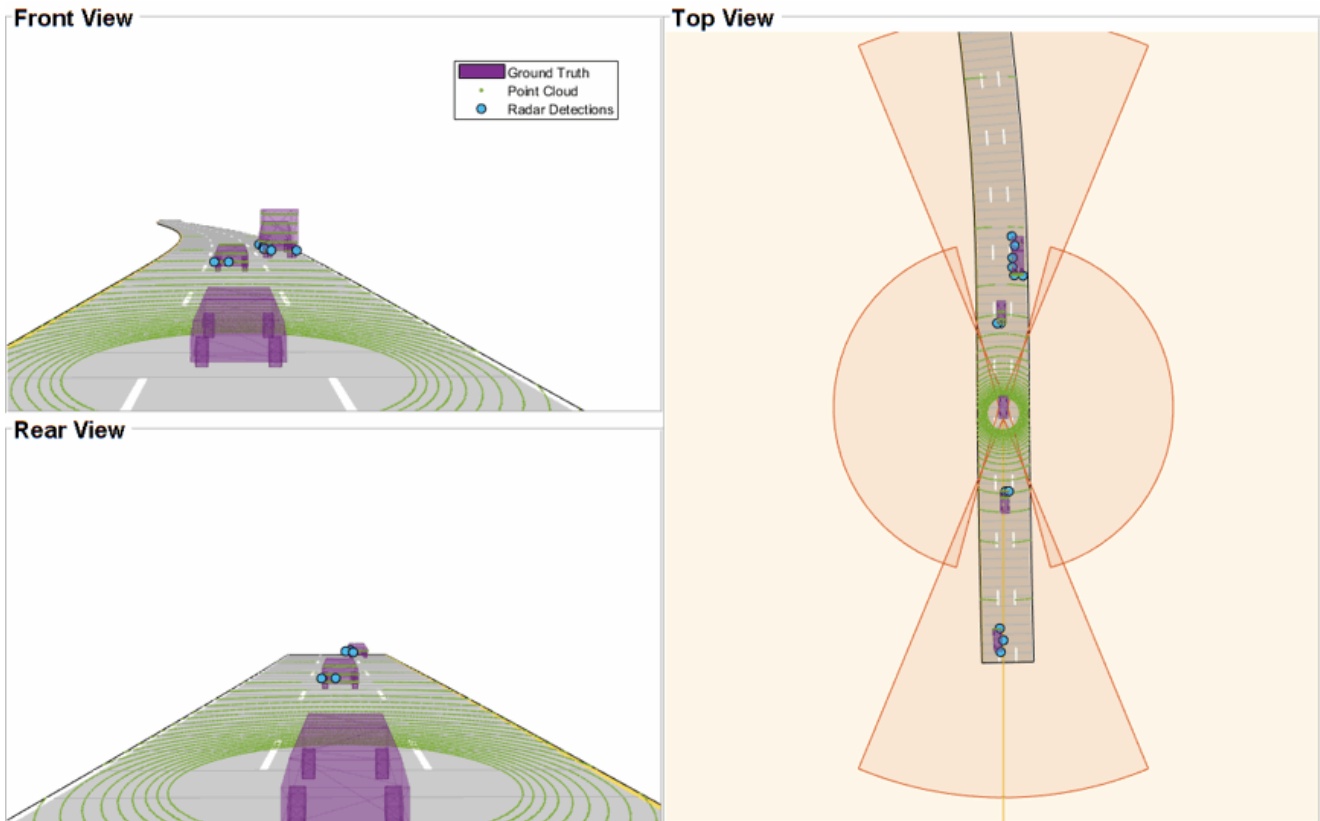 Front View
Ground Truth
Point Cloud
Radar Detections
Top View
Rear View